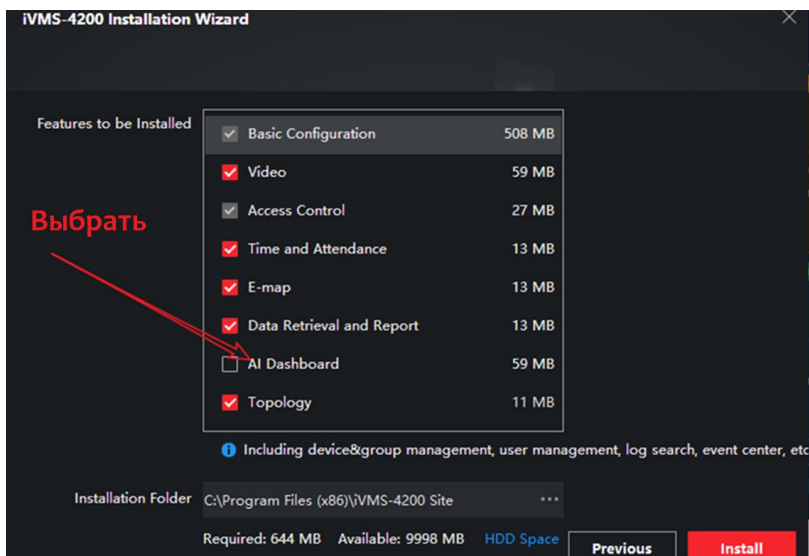 iVMS-4200 Installation Wizard
Features to be Installed
Basic Configuration 508 MB
Video 59 MB
Access Control 27 MB
Выбрать
Time and Attendance 13 MB
E-map 13 MB
Data Retrieval and Report 13 MB
AI Dashboard 59 MB
Topology 11 MB
Including device&group management, user management, log search, event center, etc
Installation Folder C:\Program Files (x86)\iVMS-4200 Site ...
Required: 644 MB Available: 9998 MB HDD Space
Previous Install